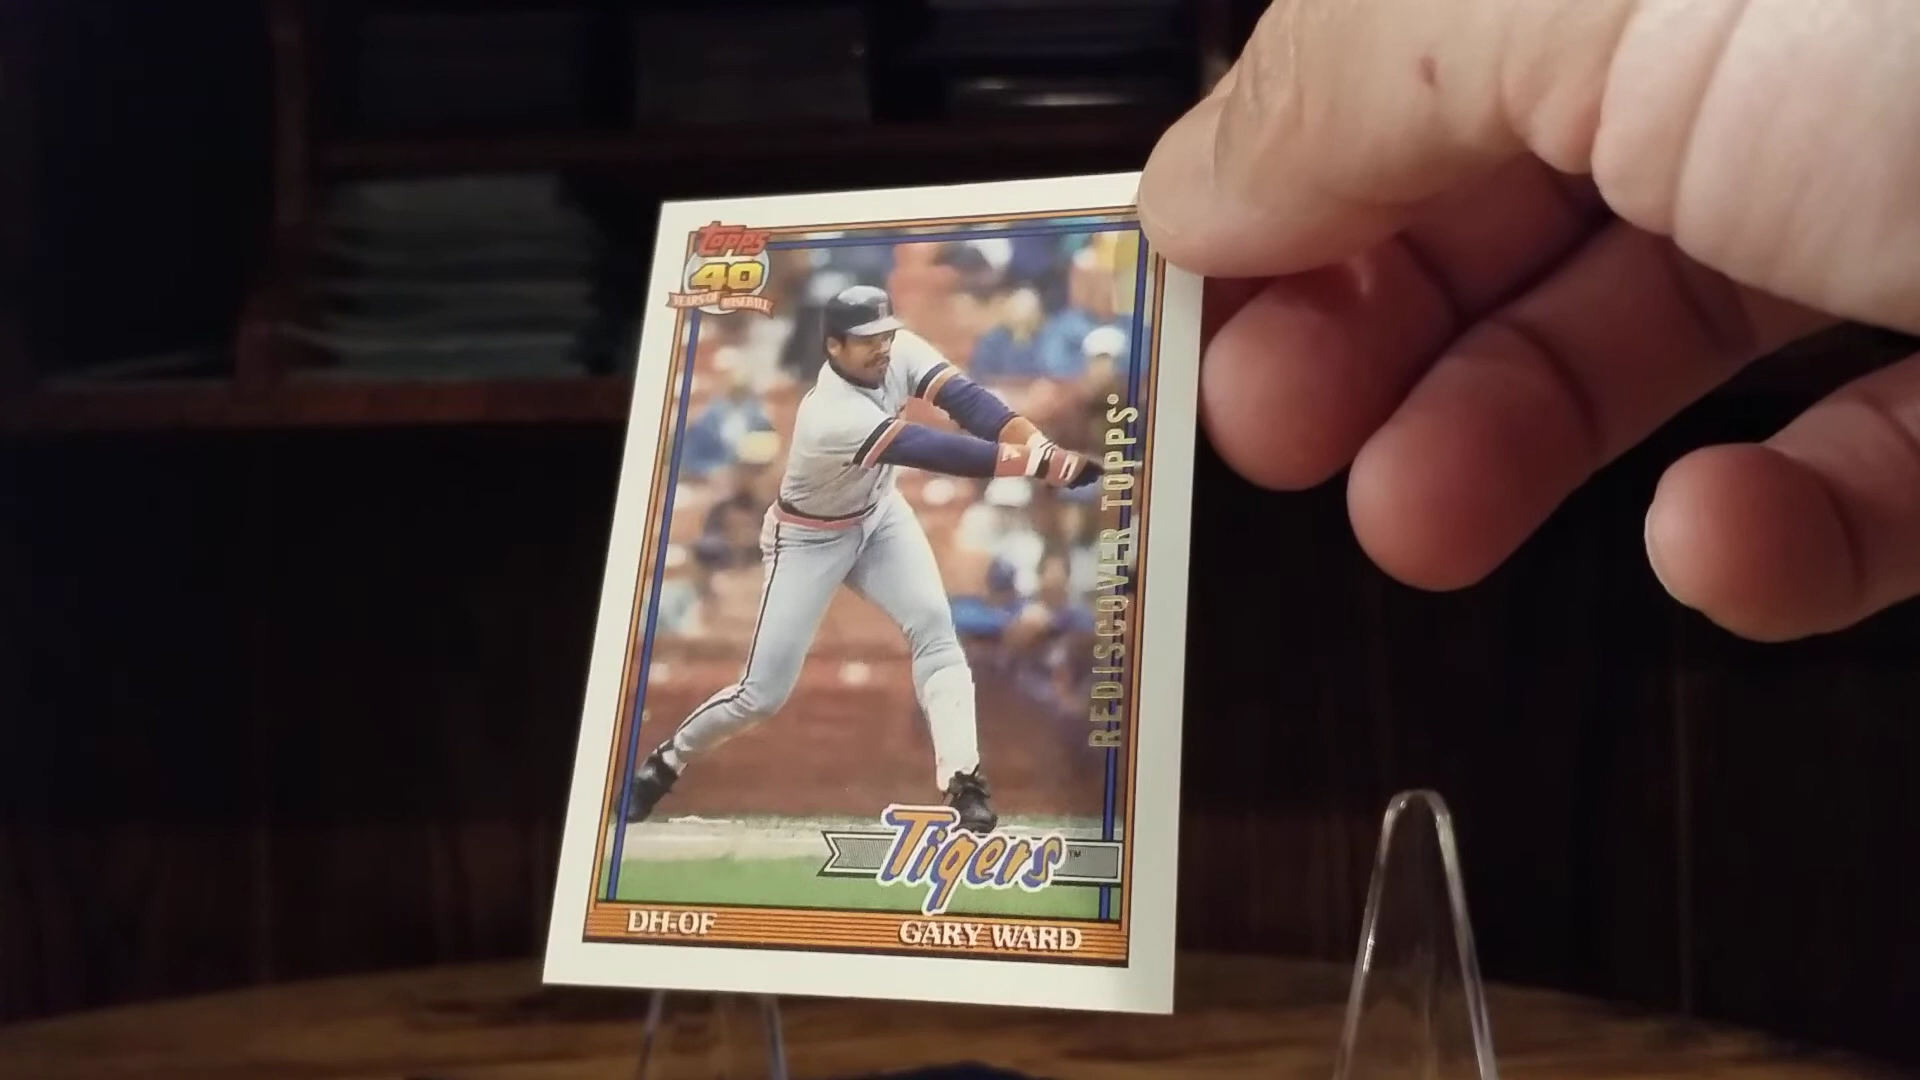 Topps
40
YEARS OF BASEBALL
REDISCOVER TOPPS®
Tigers™
DH-OF
GARY WARD